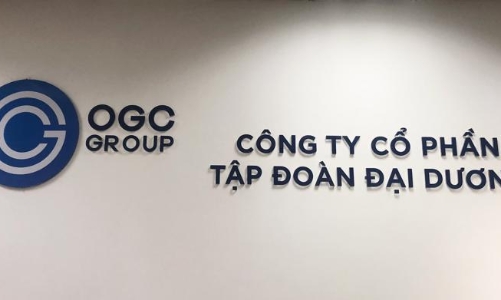 OGC
GROUP
CÔNG TY CỔ PHẦN
TẬP ĐOÀN ĐẠI DƯƠN